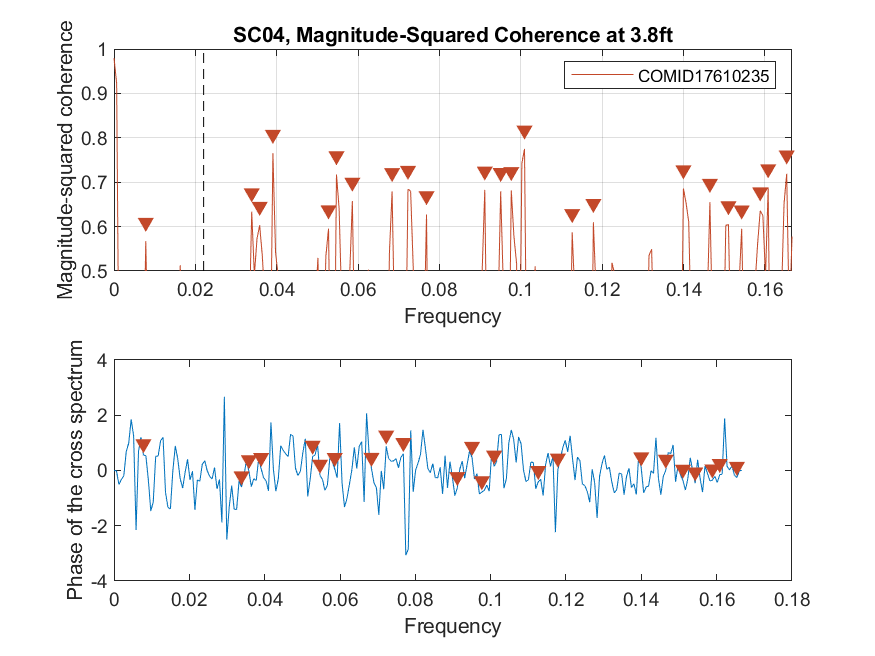 SC04, Magnitude-Squared Coherence at 3.8ft
Magnitude-squared coherence
1
0.9
0.8
0.7
0.6
0.5
COMID17610235
0 0.02 0.04 0.06 0.08 0.1 0.12 0.14 0.16
Frequency
Phase of the cross spectrum
4
2
0
-2
-4
0 0.02 0.04 0.06 0.08 0.1 0.12 0.14 0.16 0.18
Frequency